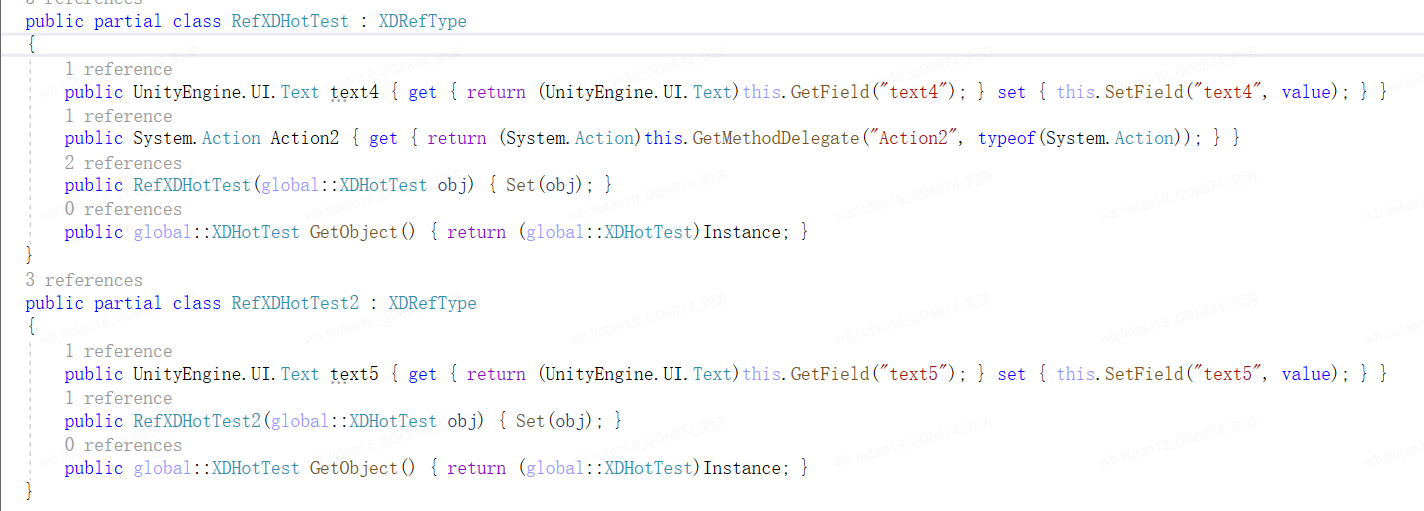 public partial class RefXDHotTest : XDRefType
{
1 reference
public UnityEngine.UI.Text text4 { get { return (UnityEngine.UI.Text)this.GetField("text4"); } set { this.SetField("text4", value); } }
1 reference
public System.Action Action2 { get { return (System.Action)this.GetMethodDelegate("Action2", typeof(System.Action)); } }
2 references
public RefXDHotTest(global::XDHotTest obj) { Set(obj); }
0 references
public global::XDHotTest GetObject() { return (global::XDHotTest)Instance; }
}
3 references
public partial class RefXDHotTest2 : XDRefType
{
1 reference
public UnityEngine.UI.Text text5 { get { return (UnityEngine.UI.Text)this.GetField("text5"); } set { this.SetField("text5", value); } }
1 reference
public RefXDHotTest2(global::XDHotTest obj) { Set(obj); }
0 references
public global::XDHotTest GetObject() { return (global::XDHotTest)Instance; }
}